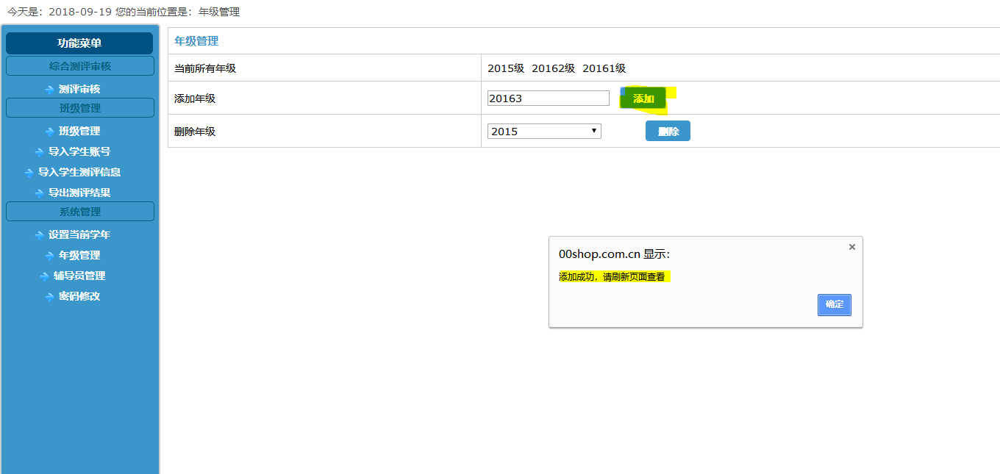 今天是：2018-09-19 您的当前位置是：年级管理
功能菜单
综合测评审核
测评审核
班级管理
班级管理
导入学生账号
导入学生测评信息
导出测评结果
系统管理
设置当前学年
年级管理
辅导员管理
密码修改
年级管理
当前所有年级 2015级 20162级 20161级
添加年级 20163 添加
删除年级 2015 删除
00shop.com.cn 显示：
添加成功，请刷新页面查看
确定